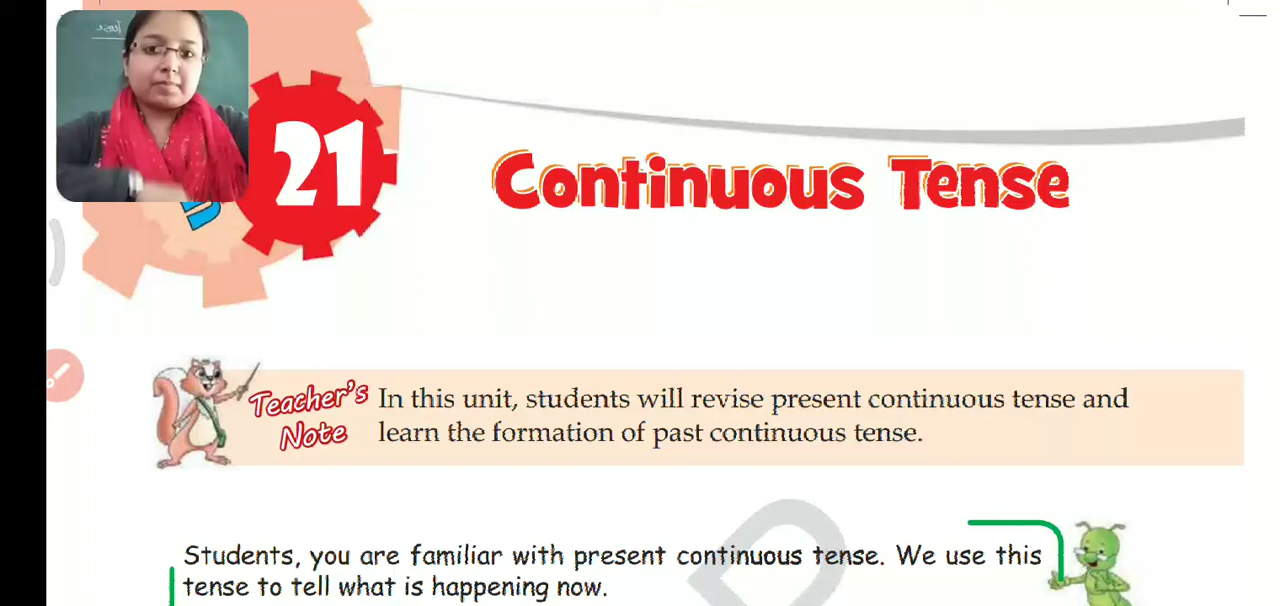 21
Continuous Tense
Teacher's
Note
In this unit, students will revise present continuous tense and
learn the formation of past continuous tense.
Students, you are familiar with present continuous tense. We use this
tense to tell what is happening now.